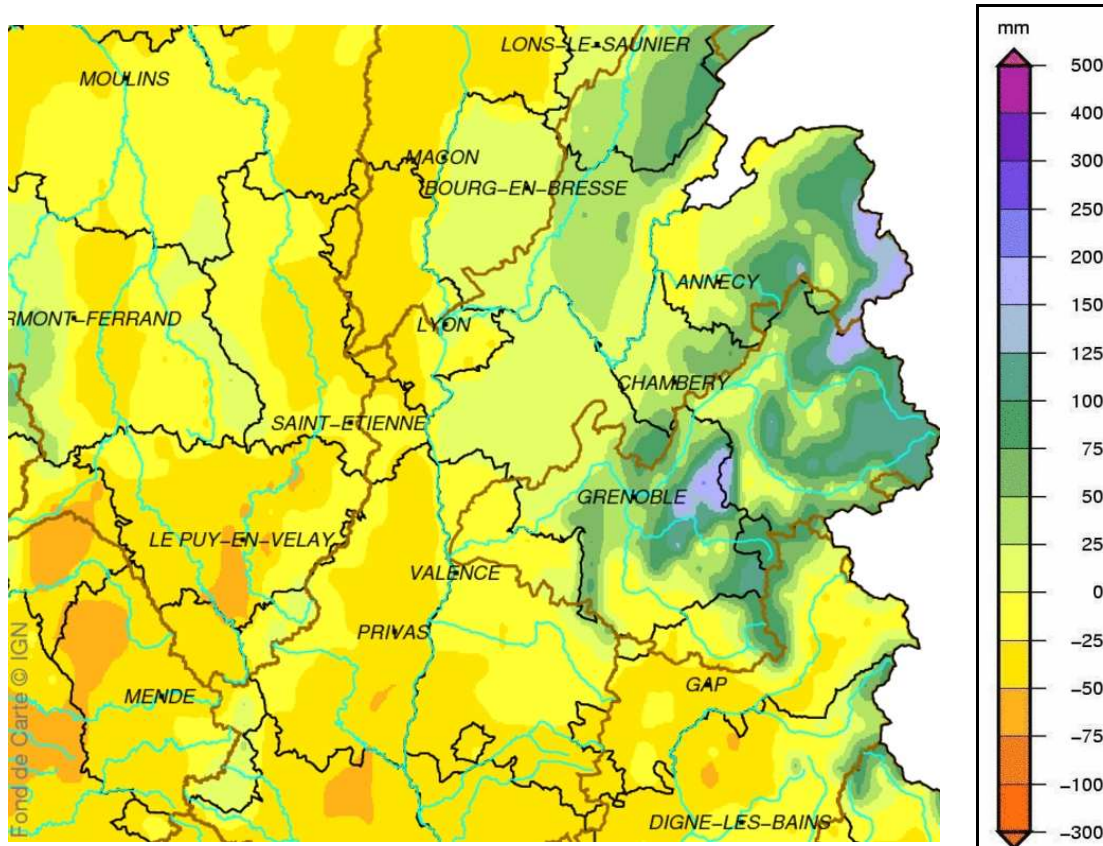 mm
LONS-LE-SAUNIER
MOULINS
MACON
BOURG-EN-BRESSE
ANNECY
RMONT-FERRAND
LYON
CHAMBERY
SAINT-ETIENNE
GRENOBLE
LE PUY-EN-VELAY
VALENCE
PRIVAS
MENDE
GAP
DIGNE-LES-BAINS
Fond de Carte © IGN
500
400
300
250
200
150
125
100
75
50
25
0
-25
-50
-75
-100
-300